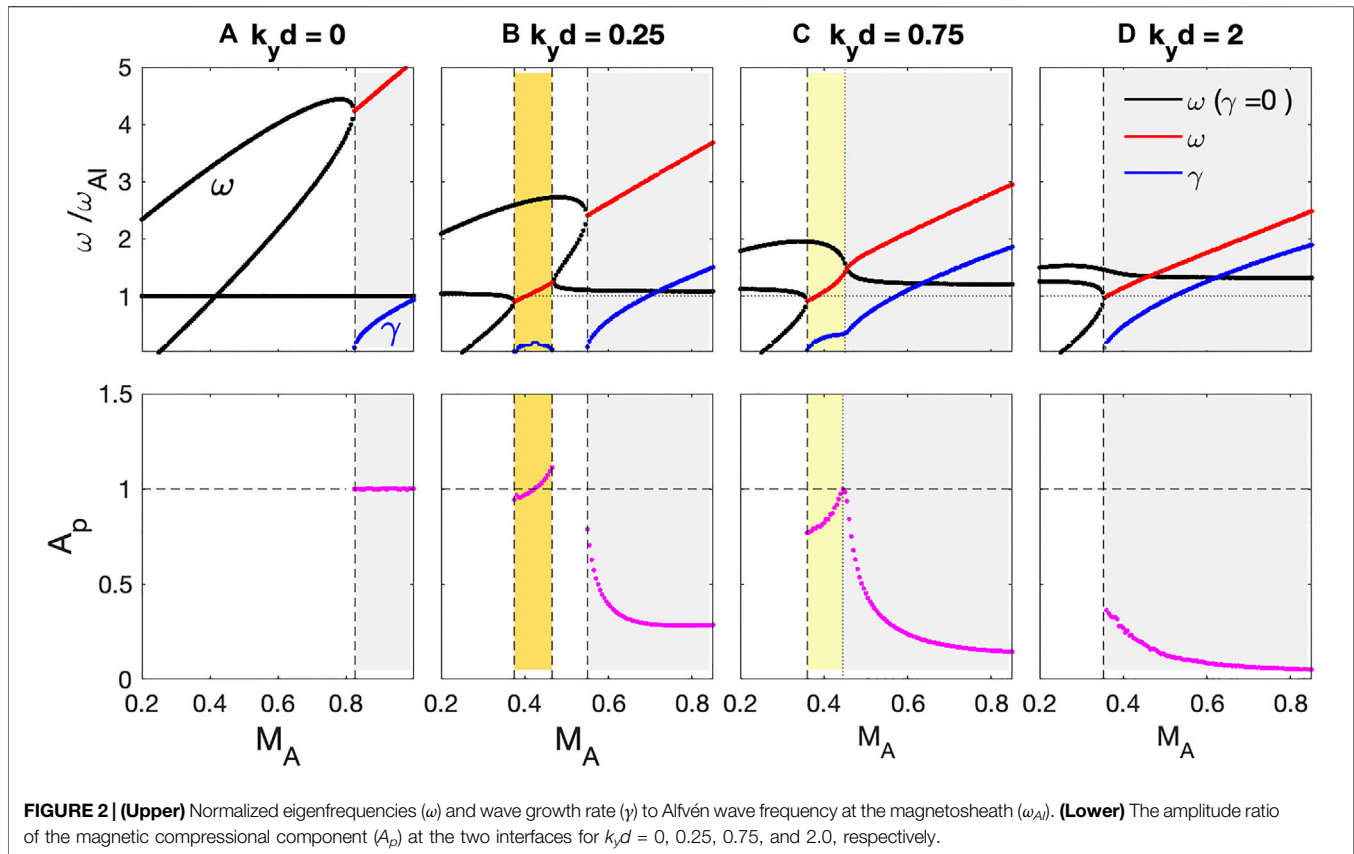 A k_y d = 0
B k_y d = 0.25
C k_y d = 0.75
D k_y d = 2
5
4
3
2
1
ω /ω_Al
ω
γ
ω ( γ =0 )
ω
γ
1.5
1
0.5
0
A_p
0.2 0.4 0.6 0.8
0.2 0.4 0.6 0.8
0.2 0.4 0.6 0.8
0.2 0.4 0.6 0.8
M_A
M_A
M_A
M_A
FIGURE 2 | (Upper) Normalized eigenfrequencies (ω) and wave growth rate (γ) to Alfvén wave frequency at the magnetosheath (ω_Al). (Lower) The amplitude ratio
of the magnetic compressional component (A_p) at the two interfaces for k_yd = 0, 0.25, 0.75, and 2.0, respectively.